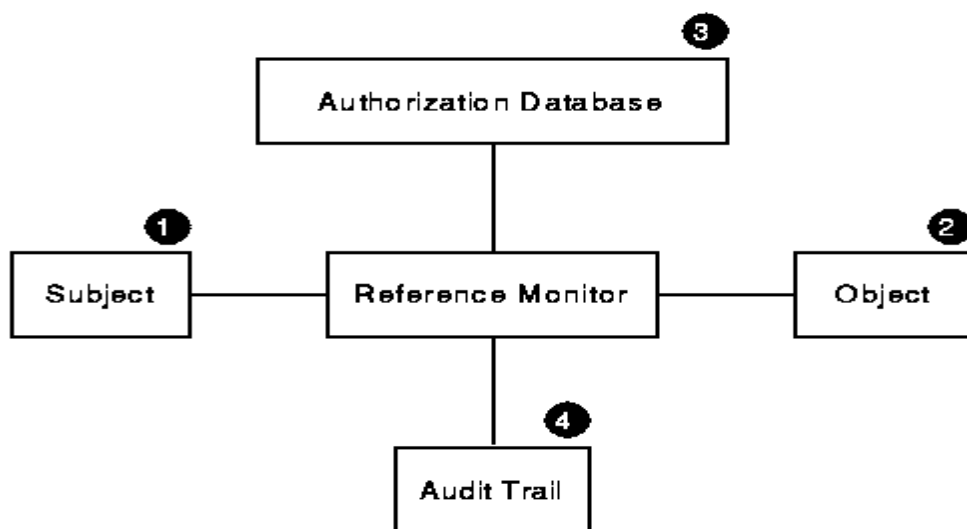 3
Authorization Database
1
2
Subject
Reference Monitor
Object
4
Audit Trail